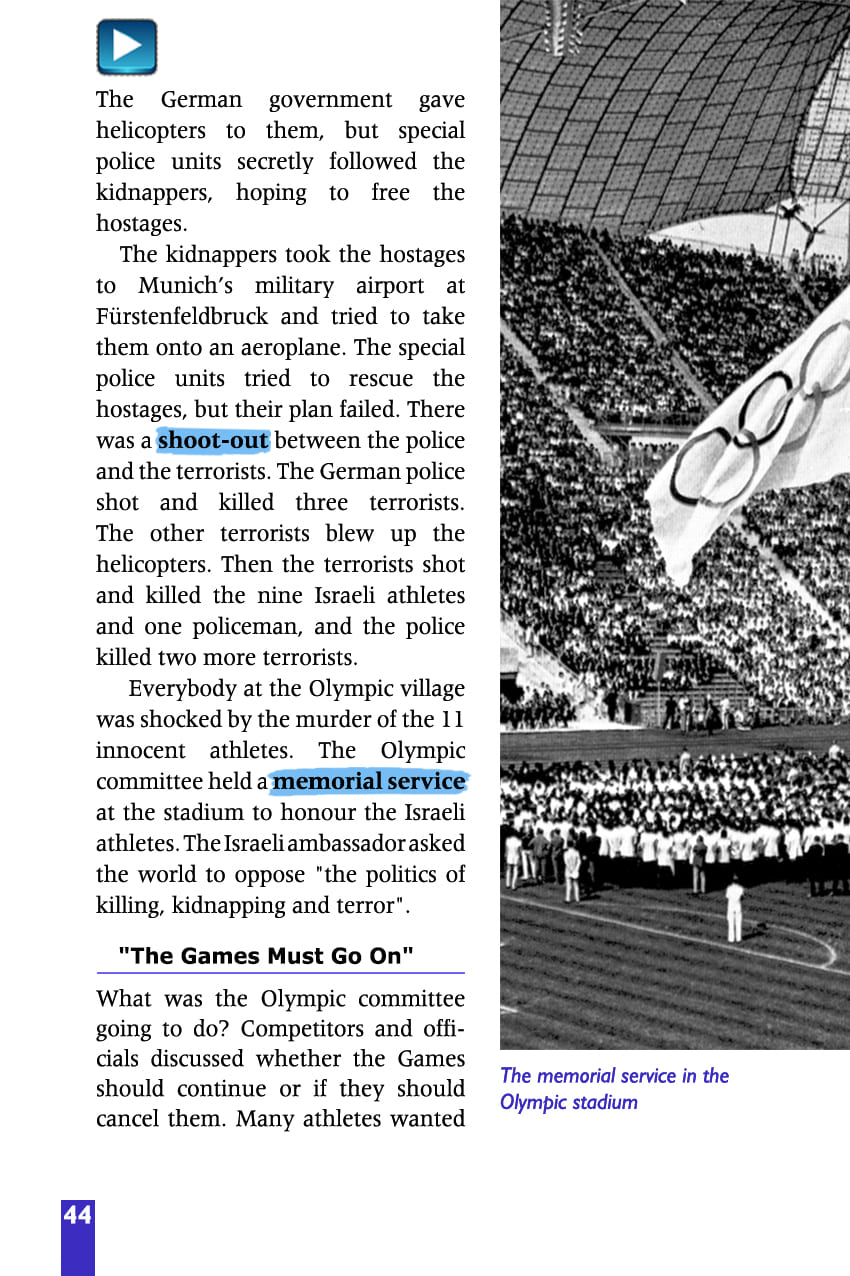 The German government gave
helicopters to them, but special
police units secretly followed the
kidnappers, hoping to free the
hostages.
The kidnappers took the hostages
to Munich’s military airport at
Fürstenfeldbruck and tried to take
them onto an aeroplane. The special
police units tried to rescue the
hostages, but their plan failed. There
was a shoot-out between the police
and the terrorists. The German police
shot and killed three terrorists.
The other terrorists blew up the
helicopters. Then the terrorists shot
and killed the nine Israeli athletes
and one policeman, and the police
killed two more terrorists.
Everybody at the Olympic village
was shocked by the murder of the 11
innocent athletes. The Olympic
committee held a memorial service
at the stadium to honour the Israeli
athletes. The Israeli ambassador asked
the world to oppose "the politics of
killing, kidnapping and terror".
"The Games Must Go On"
What was the Olympic committee
going to do? Competitors and offi-
cials discussed whether the Games
should continue or if they should
cancel them. Many athletes wanted
The memorial service in the
Olympic stadium
44